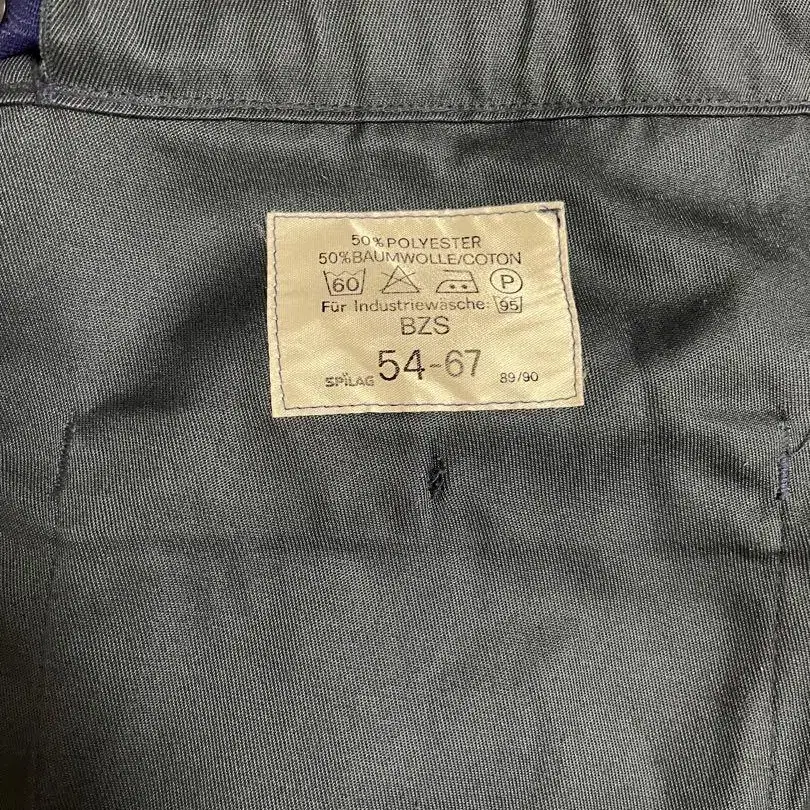 50% POLYESTER
50% BAUMWOLLE/COTON
60 P
Für Industriewäsche: 95
BZS
SPILAG 54-67 89/90